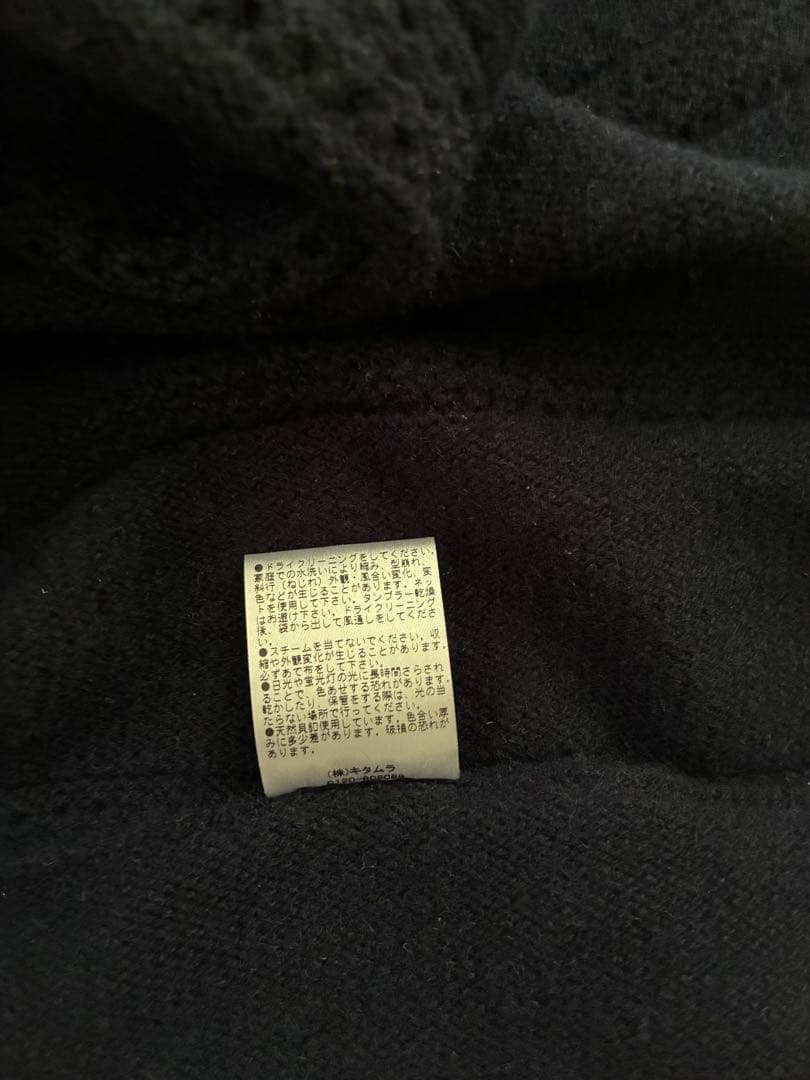 ●ドライクリーニングをしてください。
家庭での水洗いにより縮み、型崩れ、
斜行(ねじれ)外観・風合い変化、変
色などが生じることがあります。ネッ
トを使用して下さい。タンブラー乾燥
はお避け下さい。ドライクリーニング
後、袋から出して風通しをしてくださ
い。
●スチームを当てないでください。収
縮や外観変化が生じることがあります。
必ずあて布をして下さい。
●日光や蛍光灯の光に長時間さらされ
ることで、色あせする恐れがあります。
乾かしたり、保管をする際は、光の当
たらない場所で行ってください。
●天然貝釦使用しています。色合い厚
みに多少差があります。破損の恐れが
あります。
(株)キタムラ